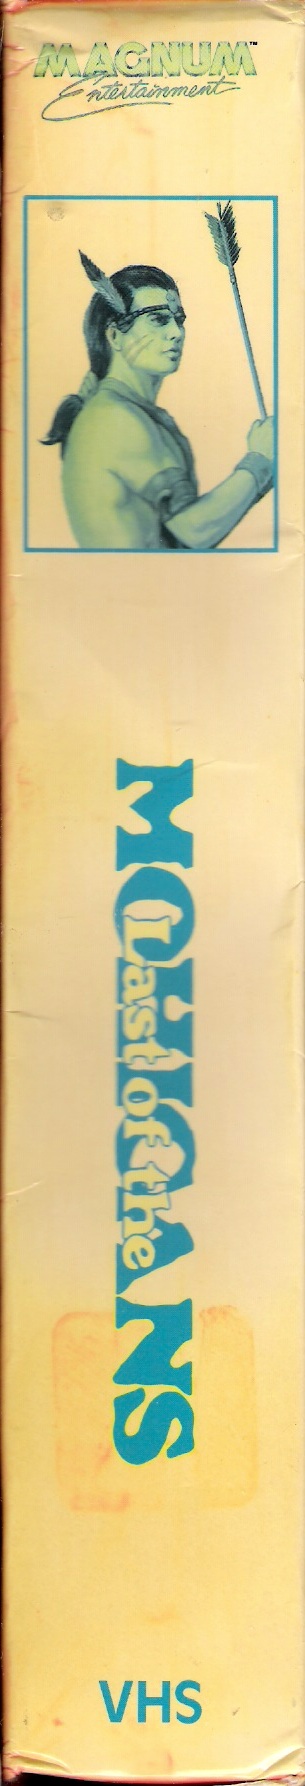 MAGNUM™
Entertainment
Last of the
MOHICANS
VHS